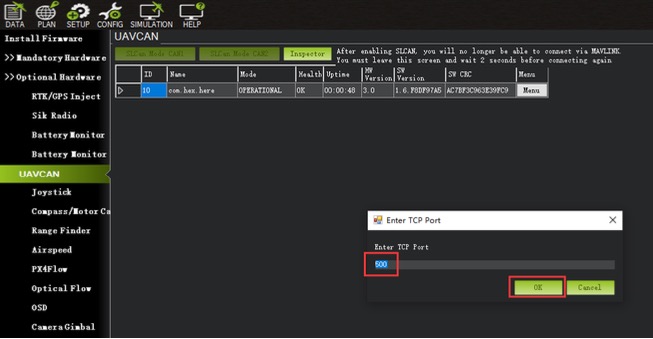 DATA PLAN SETUP CONFIG SIMULATION HELP
Install Firmware
>>Mandatory Hardware
>>Optional Hardware
RTK/GPS Inject
Sik Radio
Battery Monitor
Battery Monitor
UAVCAN
Joystick
Compass/Motor Ca
Range Finder
Airspeed
PX4Flow
Optical Flow
OSD
Camera Gimbal
UAVCAN
SLCan Mode CAN1 SLCan Mode CAN2 Inspector
After enabling SLCAN, you will no longer be able to connect via MAVLINK.
You must leave this screen and wait 2 seconds before connecting again
ID Name Mode Health Uptime HW Version SW Version SW CRC Menu
10 com.hex.here OPERATIONAL OK 00:00:48 3.0 1.6.F8DF97A5 AC7BF3C963E39FC9 Menu
Enter TCP Port
Enter TCP Port
500
OK Cancel